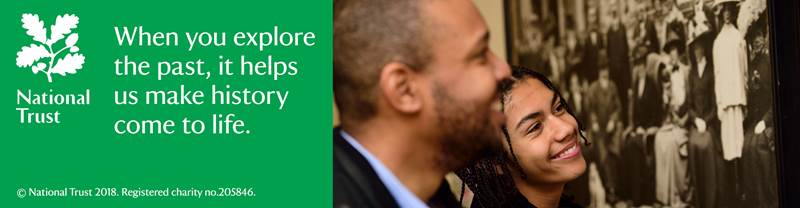 When you explore
the past, it helps
us make history
come to life.
National
Trust
© National Trust 2018. Registered charity no.205846.